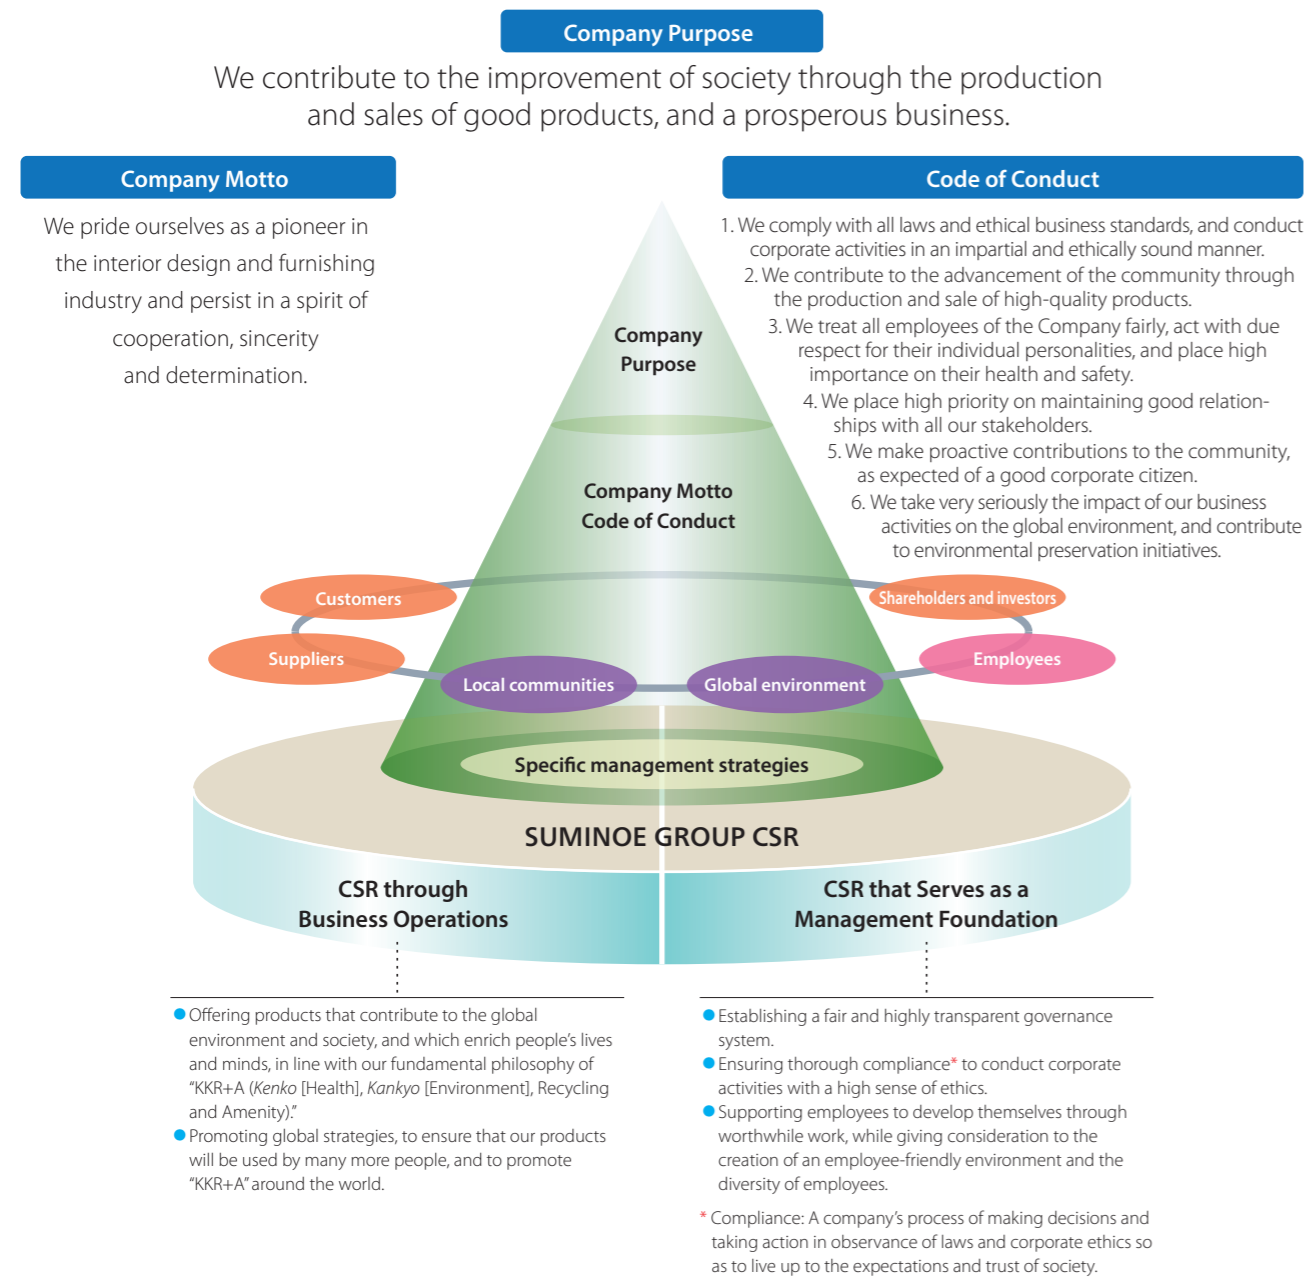 Company Purpose
We contribute to the improvement of society through the production
and sales of good products, and a prosperous business.
Company Motto
We pride ourselves as a pioneer in
the interior design and furnishing
industry and persist in a spirit of
cooperation, sincerity
and determination.
Code of Conduct
1. We comply with all laws and ethical business standards, and conduct
corporate activities in an impartial and ethically sound manner.
2. We contribute to the advancement of the community through
the production and sale of high-quality products.
3. We treat all employees of the Company fairly, act with due
respect for their individual personalities, and place high
importance on their health and safety.
4. We place high priority on maintaining good relation-
ships with all our stakeholders.
5. We make proactive contributions to the community,
as expected of a good corporate citizen.
6. We take very seriously the impact of our business
activities on the global environment, and contribute
to environmental preservation initiatives.
Company
Purpose
Company Motto
Code of Conduct
Customers
Shareholders and investors
Suppliers
Employees
Local communities
Global environment
Specific management strategies
SUMINOE GROUP CSR
CSR through
Business Operations
CSR that Serves as a
Management Foundation
● Offering products that contribute to the global
environment and society, and which enrich people's lives
and minds, in line with our fundamental philosophy of
“KKR+A (Kenko [Health], Kankyo [Environment], Recycling
and Amenity).”
● Promoting global strategies, to ensure that our products
will be used by many more people, and to promote
“KKR+A” around the world.
● Establishing a fair and highly transparent governance
system.
● Ensuring thorough compliance* to conduct corporate
activities with a high sense of ethics.
● Supporting employees to develop themselves through
worthwhile work, while giving consideration to the
creation of an employee-friendly environment and the
diversity of employees.
* Compliance: A company's process of making decisions and
taking action in observance of laws and corporate ethics so
as to live up to the expectations and trust of society.